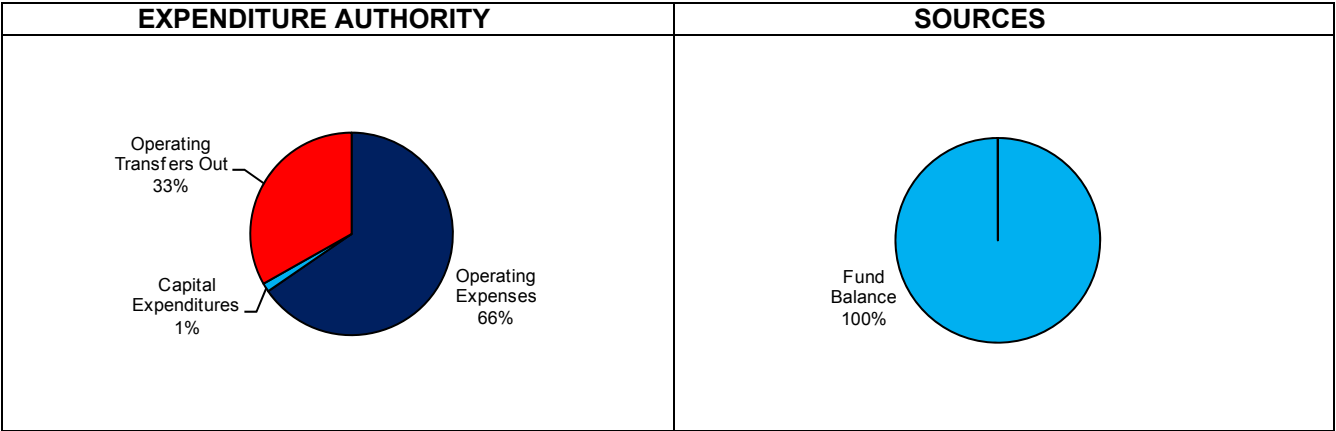 EXPENDITURE AUTHORITY
Operating
Transfers Out
33%
Capital
Expenditures
1%
Operating
Expenses
66%
SOURCES
Fund
Balance
100%